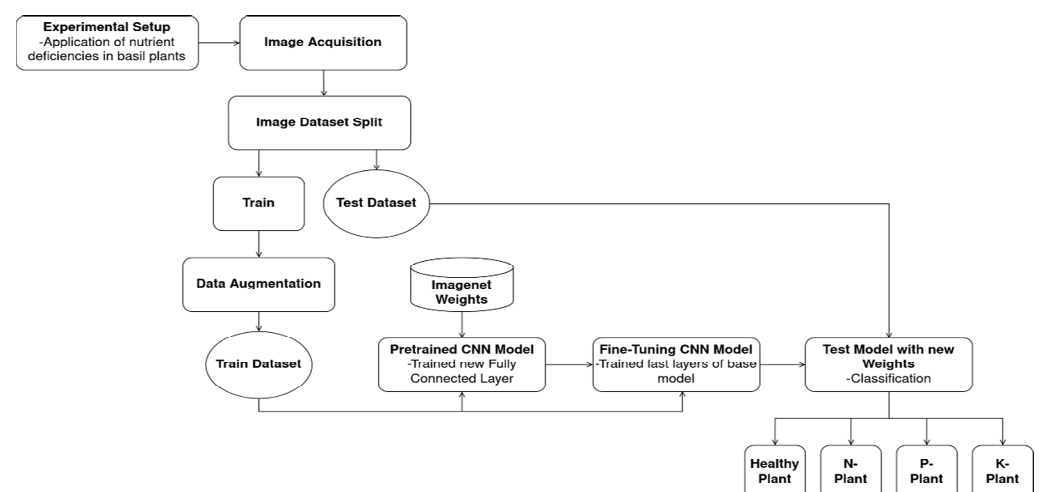 Experimental Setup
-Application of nutrient
deficiencies in basil plants
Image Acquisition
Image Dataset Split
Train
Test Dataset
Data Augmentation
Imagenet
Weights
Train Dataset
Pretrained CNN Model
-Trained new Fully
Connected Layer
Fine-Tuning CNN Model
-Trained last layers of base
model
Test Model with new
Weights
-Classification
Healthy
Plant
N-
Plant
P-
Plant
K-
Plant